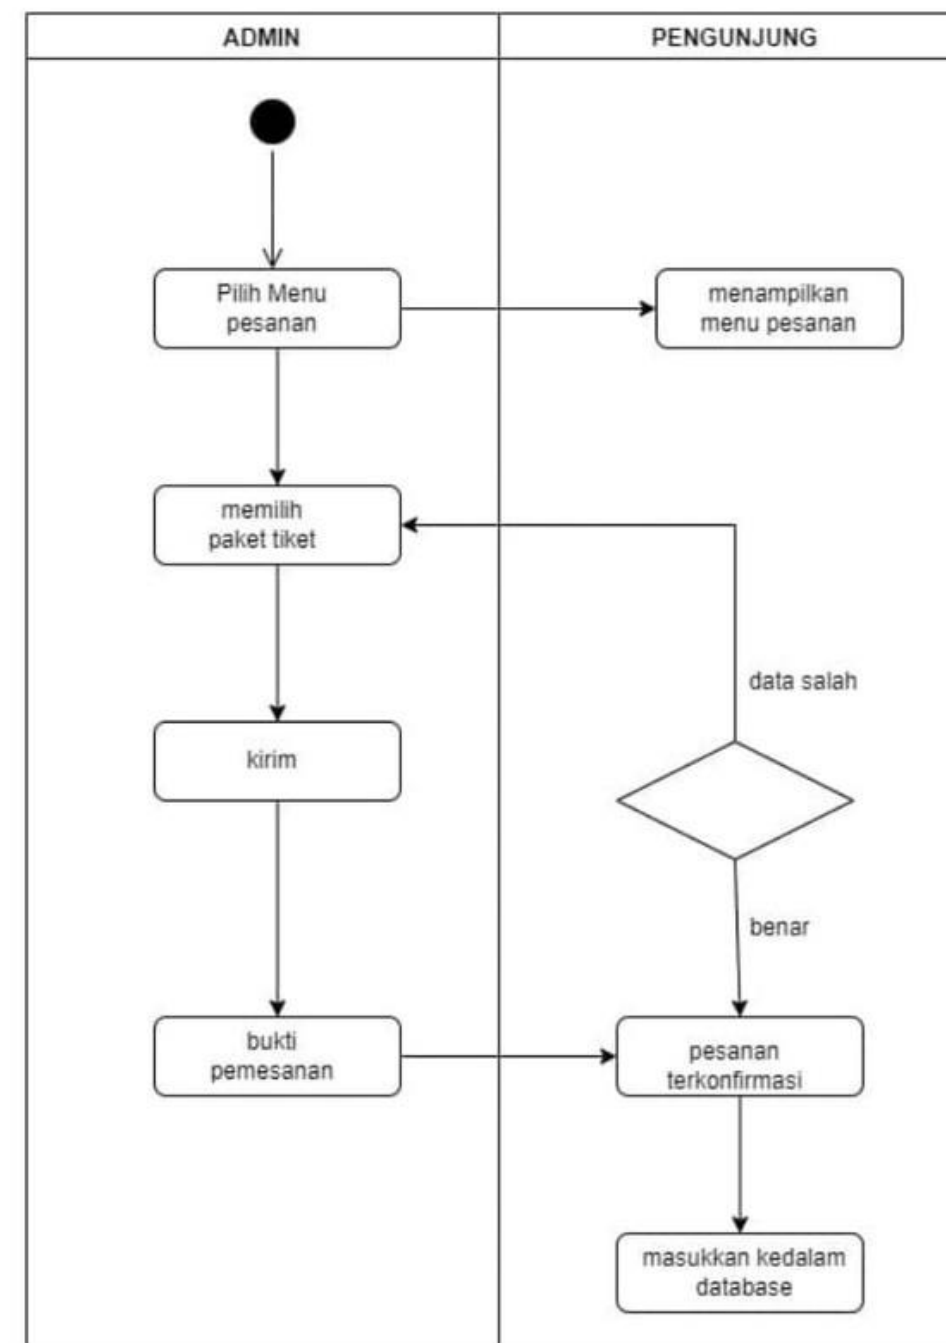 ADMIN
PENGUNJUNG
Pilih Menu
pesanan
menampilkan
menu pesanan
memilih
paket tiket
data salah
kirim
benar
bukti
pemesanan
pesanan
terkonfirmasi
masukkan kedalam
database